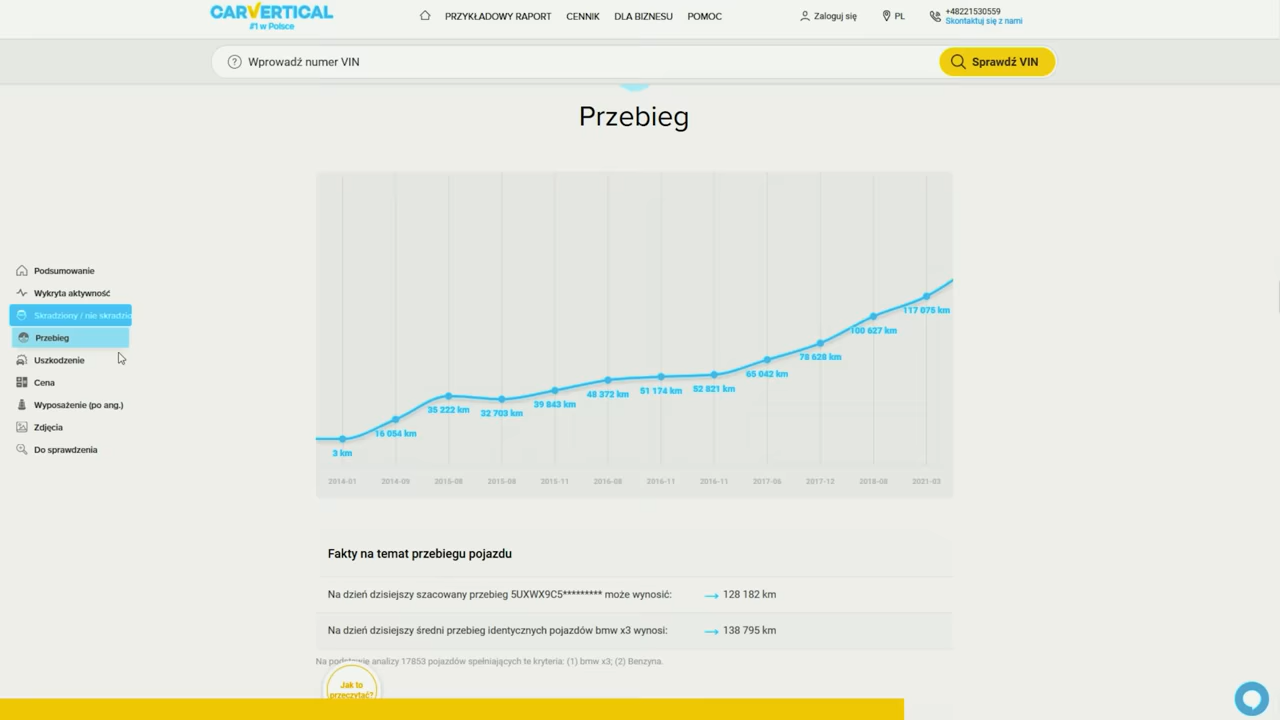 CARVERTICAL
#1 w Polsce
PRZYKŁADOWY RAPORT CENNIK DLA BIZNESU POMOC
Zaloguj się
PL
+48221530559
Skontaktuj się z nami
Wprowadź numer VIN
Sprawdź VIN
Przebieg
Podsumowanie
Wykryta aktywność
Skradziony / nie skradzio
Przebieg
Uszkodzenie
Cena
Wyposażenie (po ang.)
Zdjęcia
Do sprawdzenia
3 km
16 054 km
35 222 km
32 703 km
39 843 km
48 372 km
51 174 km
52 821 km
65 042 km
78 628 km
100 627 km
117 075 km
2014-01 2014-09 2015-08 2015-08 2015-11 2016-08 2016-11 2016-11 2017-06 2017-12 2018-08 2021-03
Fakty na temat przebiegu pojazdu
Na dzień dzisiejszy szacowany przebieg 5UXWX9C5********* może wynosić: 128 182 km
Na dzień dzisiejszy średni przebieg identycznych pojazdów bmw x3 wynosi: 138 795 km
Na podstawie analizy 17853 pojazdów spełniających te kryteria: (1) bmw x3; (2) Benzyna.
Jak to
przeczytać?